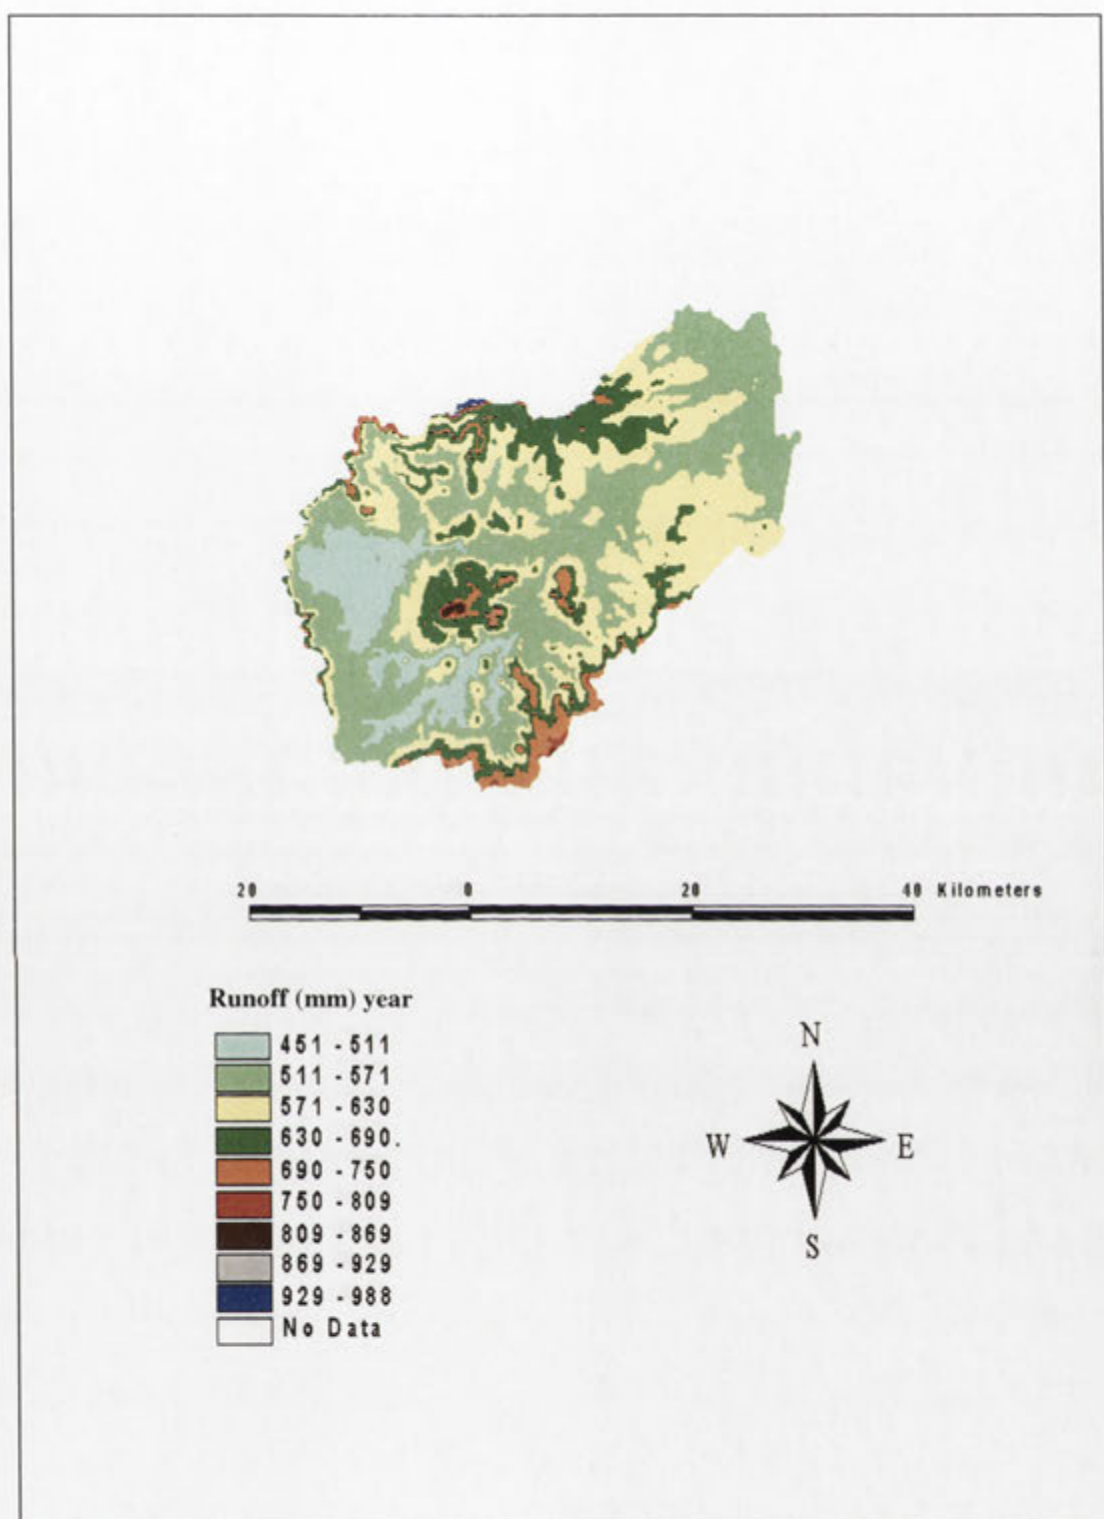 20 0 20 40 Kilometers
Runoff (mm) year
451 - 511
511 - 571
571 - 630
630 - 690.
690 - 750
750 - 809
809 - 869
869 - 929
929 - 988
No Data
N
W E
S